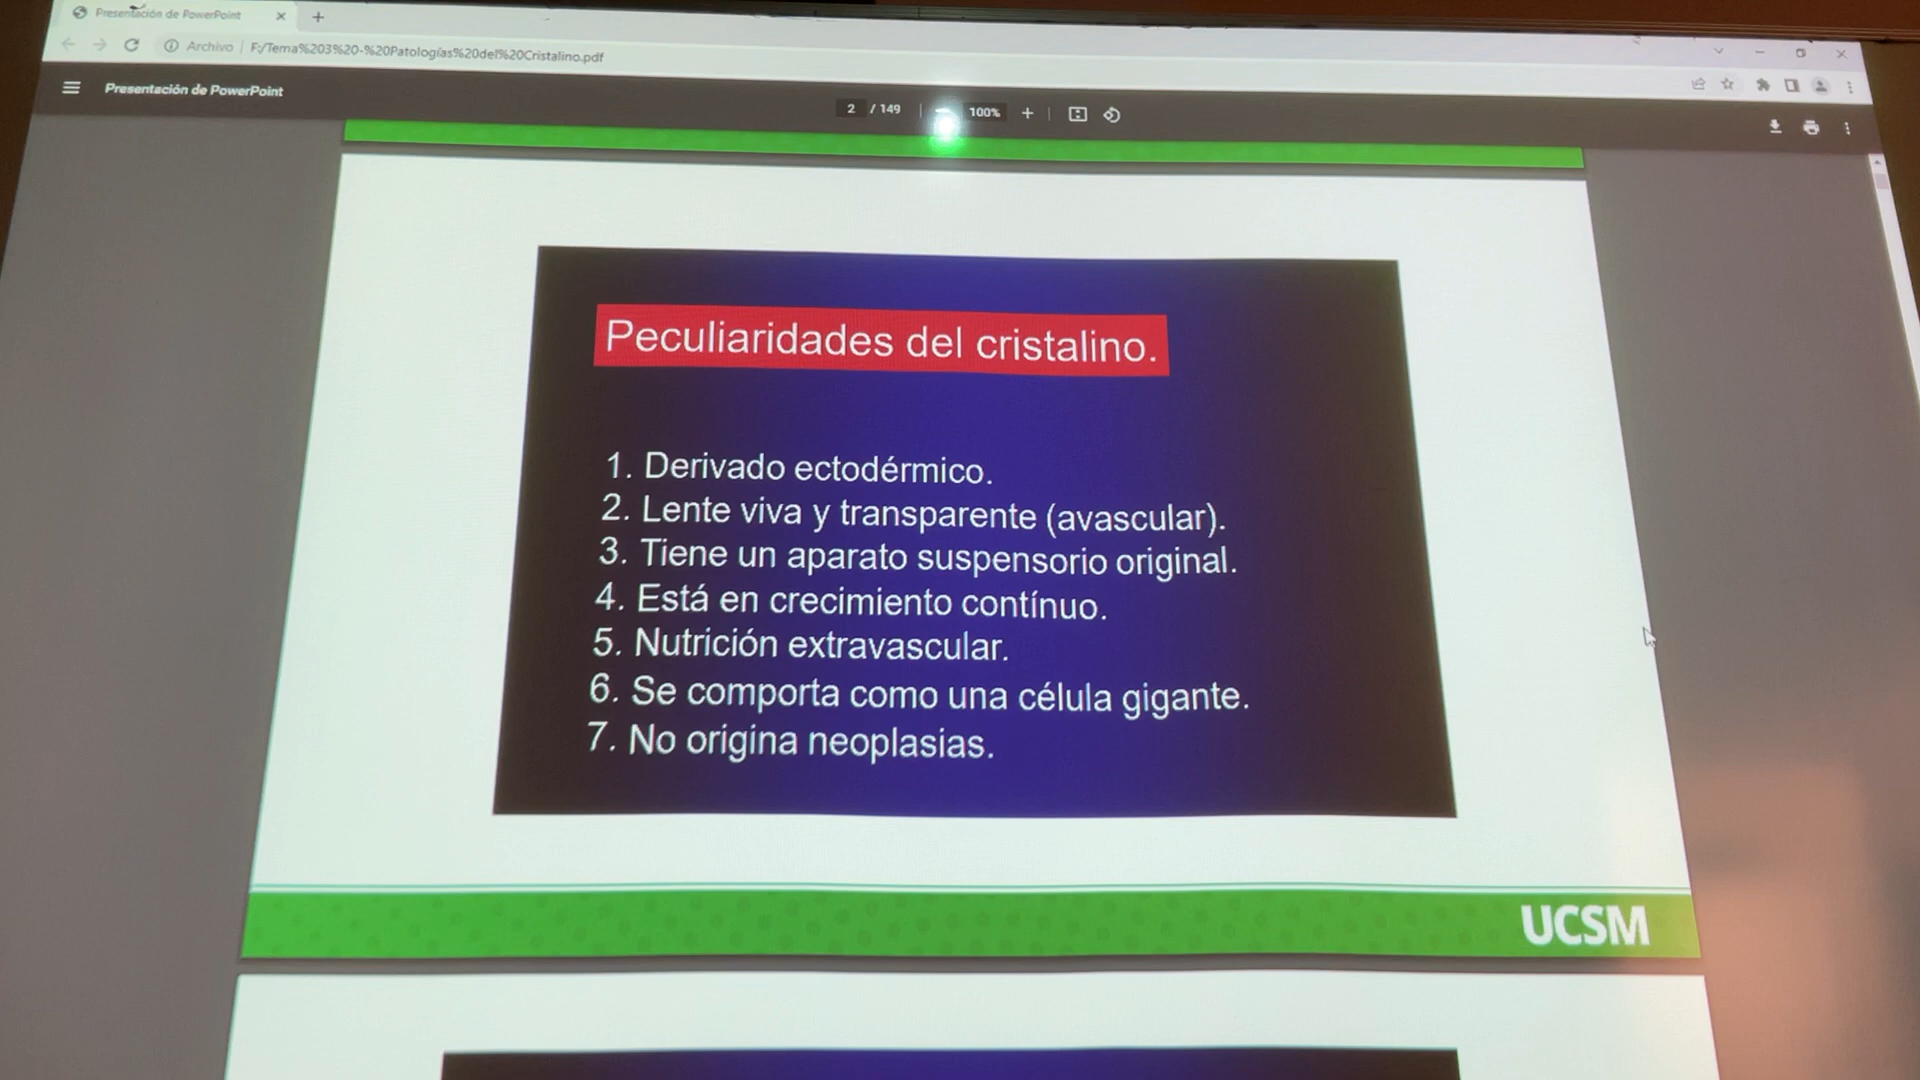 Presentación de PowerPoint
Archivo | F:/Tema%203%20-%20Patologías%20del%20Cristalino.pdf
Presentación de PowerPoint
2 / 149
100%
Peculiaridades del cristalino.
1. Derivado ectodérmico.
2. Lente viva y transparente (avascular).
3. Tiene un aparato suspensorio original.
4. Está en crecimiento contínuo.
5. Nutrición extravascular.
6. Se comporta como una célula gigante.
7. No origina neoplasias.
UCSM